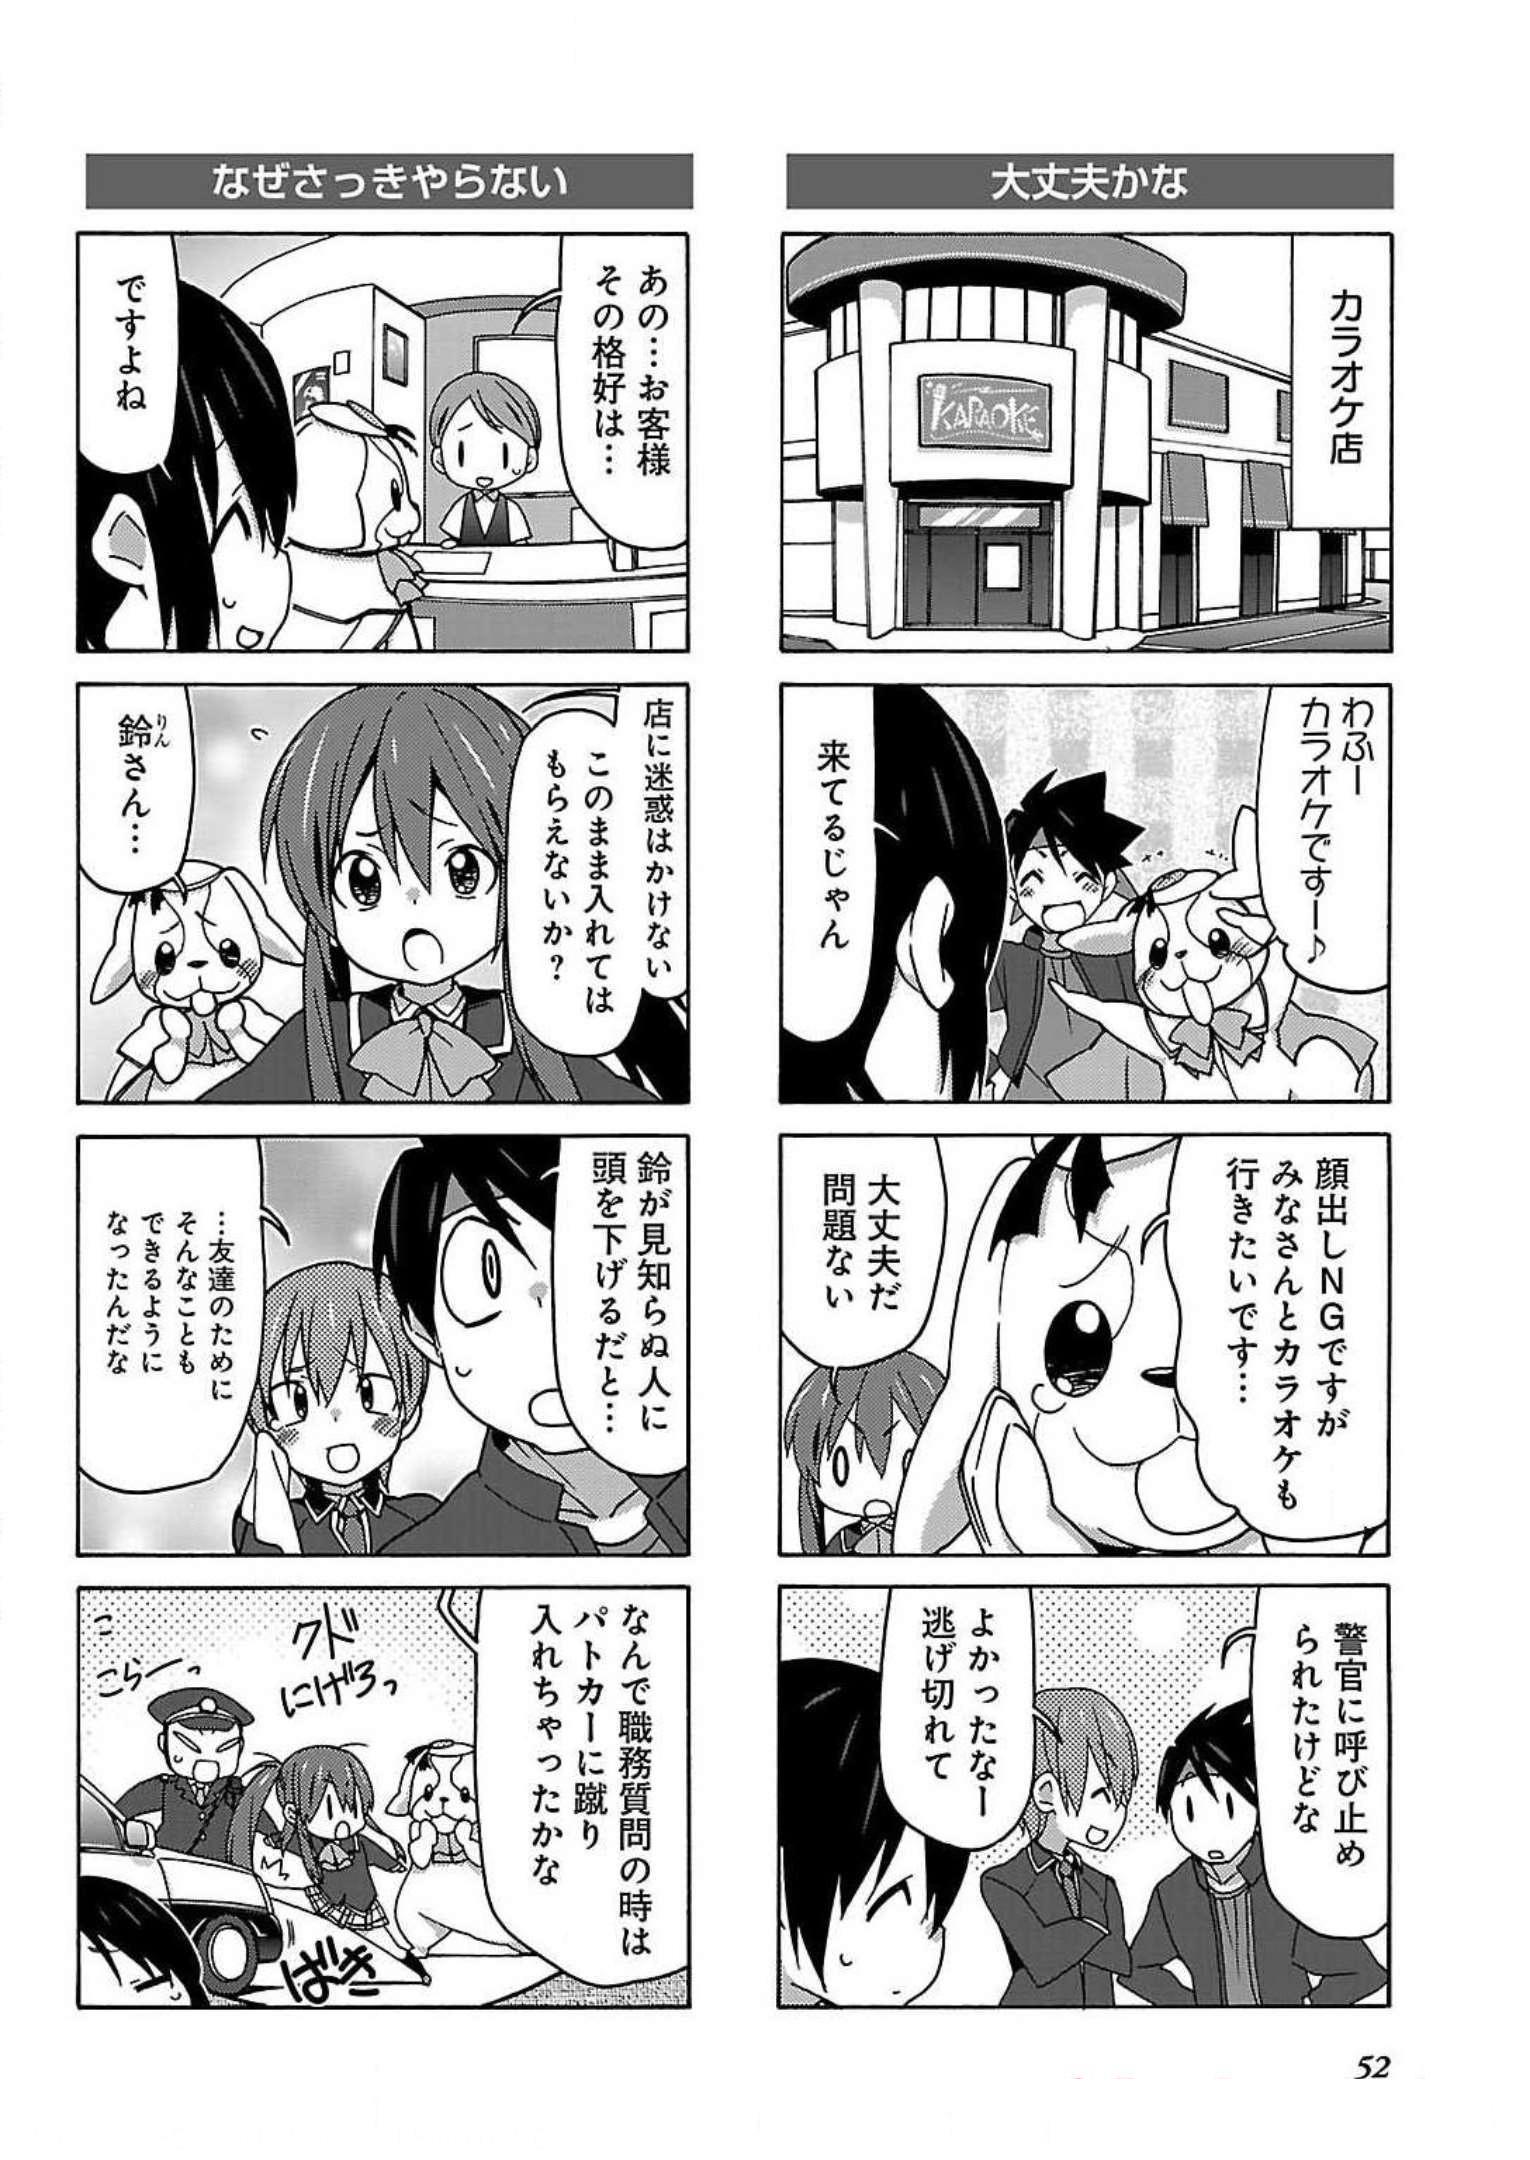 大丈夫かな
カラオケ店
KARAOKE
わふー
カラオケですー♪
来てるじゃん
顔出しNGですが
みなさんとカラオケも
行きたいです…
大丈夫だ
問題ない
警官に呼び止め
られたけどな
よかったなー
逃げ切れて
なぜさっきやらない
あの…お客様
その格好は…
ですよね
店に迷惑はかけない
このまま入れては
もらえないか？
鈴さん…
りん
鈴が見知らぬ人に
頭を下げるだと…
…友達のために
そんなことも
できるように
なったんだな
なんで職務質問の時は
パトカーに蹴り
入れちゃったかな
クド
にげろっ
こ
こらーっ
ばき
52